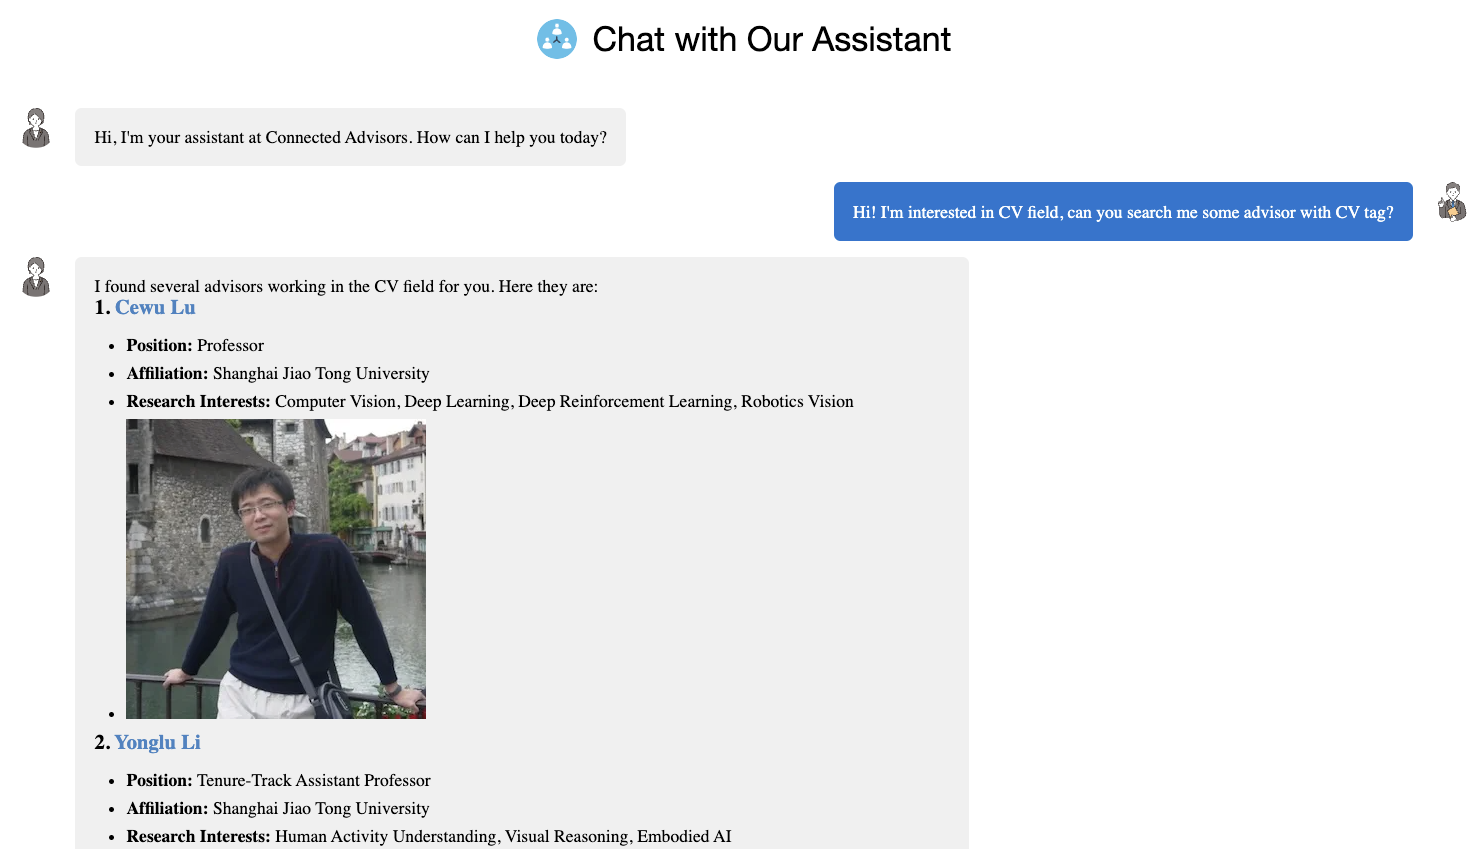 Chat with Our Assistant
Hi, I'm your assistant at Connected Advisors. How can I help you today?
Hi! I'm interested in CV field, can you search me some advisor with CV tag?
I found several advisors working in the CV field for you. Here they are:
1. Cewu Lu
• Position: Professor
• Affiliation: Shanghai Jiao Tong University
• Research Interests: Computer Vision, Deep Learning, Deep Reinforcement Learning, Robotics Vision
2. Yonglu Li
• Position: Tenure-Track Assistant Professor
• Affiliation: Shanghai Jiao Tong University
• Research Interests: Human Activity Understanding, Visual Reasoning, Embodied AI